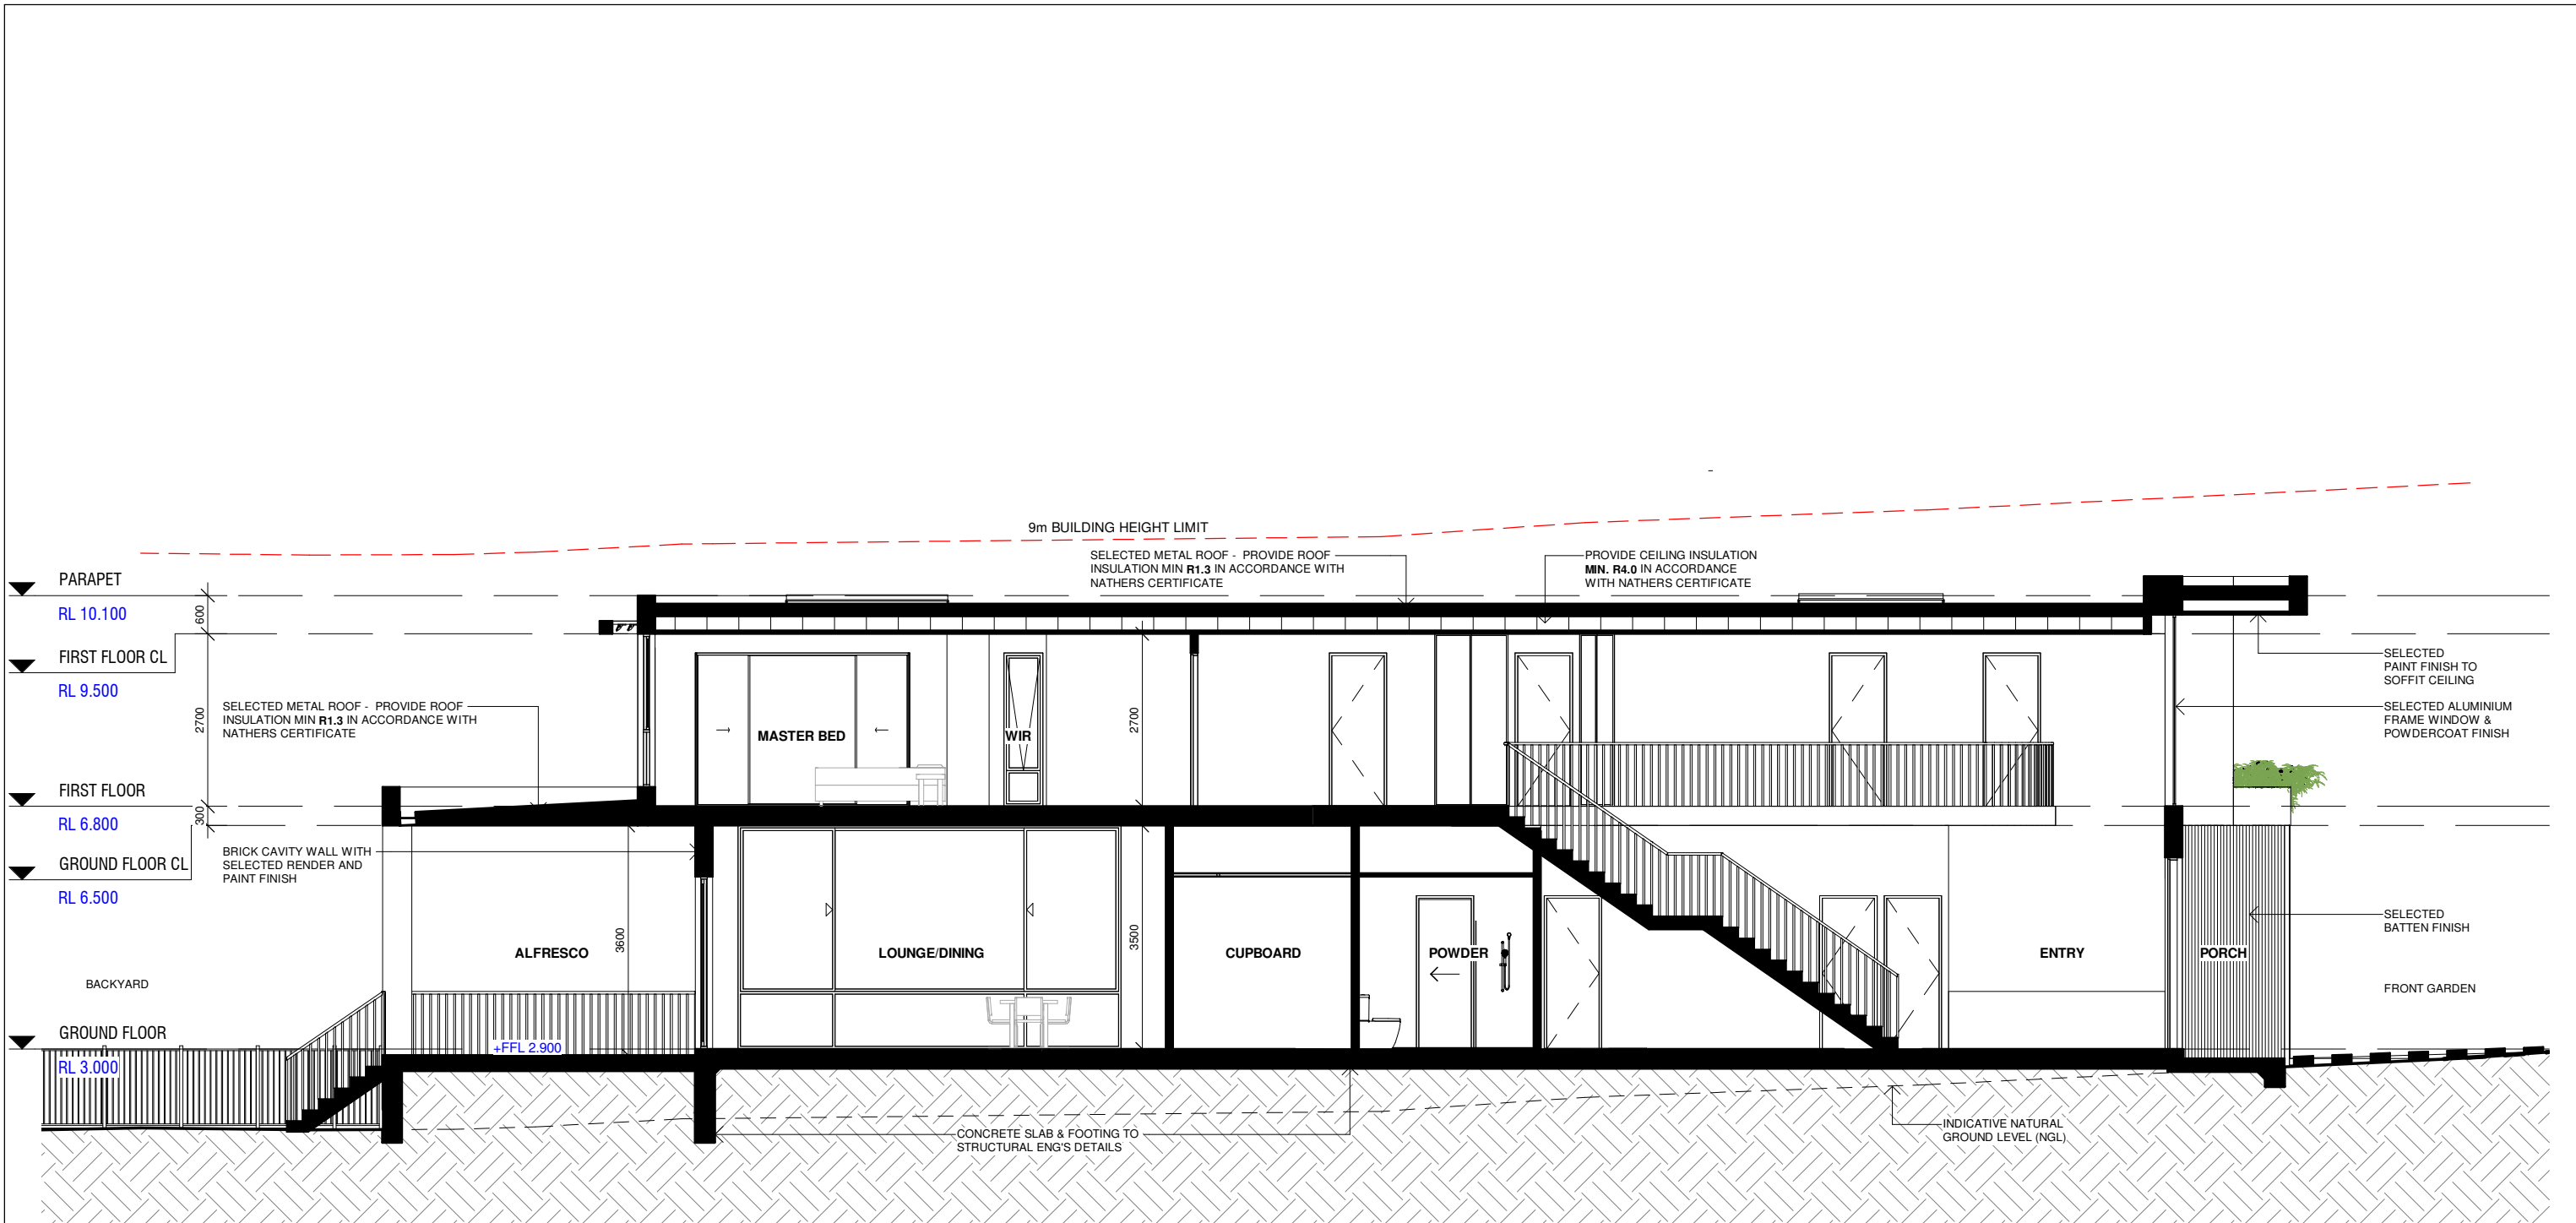 9m BUILDING HEIGHT LIMIT
SELECTED METAL ROOF - PROVIDE ROOF
INSULATION MIN R1.3 IN ACCORDANCE WITH
NATHERS CERTIFICATE
PROVIDE CEILING INSULATION
MIN. R4.0 IN ACCORDANCE
WITH NATHERS CERTIFICATE
PARAPET
RL 10.100
600
FIRST FLOOR CL
RL 9.500
2700
SELECTED METAL ROOF - PROVIDE ROOF
INSULATION MIN R1.3 IN ACCORDANCE WITH
NATHERS CERTIFICATE
MASTER BED
WIR
2700
SELECTED
PAINT FINISH TO
SOFFIT CEILING
SELECTED ALUMINIUM
FRAME WINDOW &
POWDERCOAT FINISH
FIRST FLOOR
RL 6.800
300
GROUND FLOOR CL
RL 6.500
BRICK CAVITY WALL WITH
SELECTED RENDER AND
PAINT FINISH
3600
3500
ALFRESCO
LOUNGE/DINING
CUPBOARD
POWDER
ENTRY
PORCH
SELECTED
BATTEN FINISH
BACKYARD
FRONT GARDEN
GROUND FLOOR
RL 3.000
+FFL 2.900
CONCRETE SLAB & FOOTING TO
STRUCTURAL ENG'S DETAILS
INDICATIVE NATURAL
GROUND LEVEL (NGL)